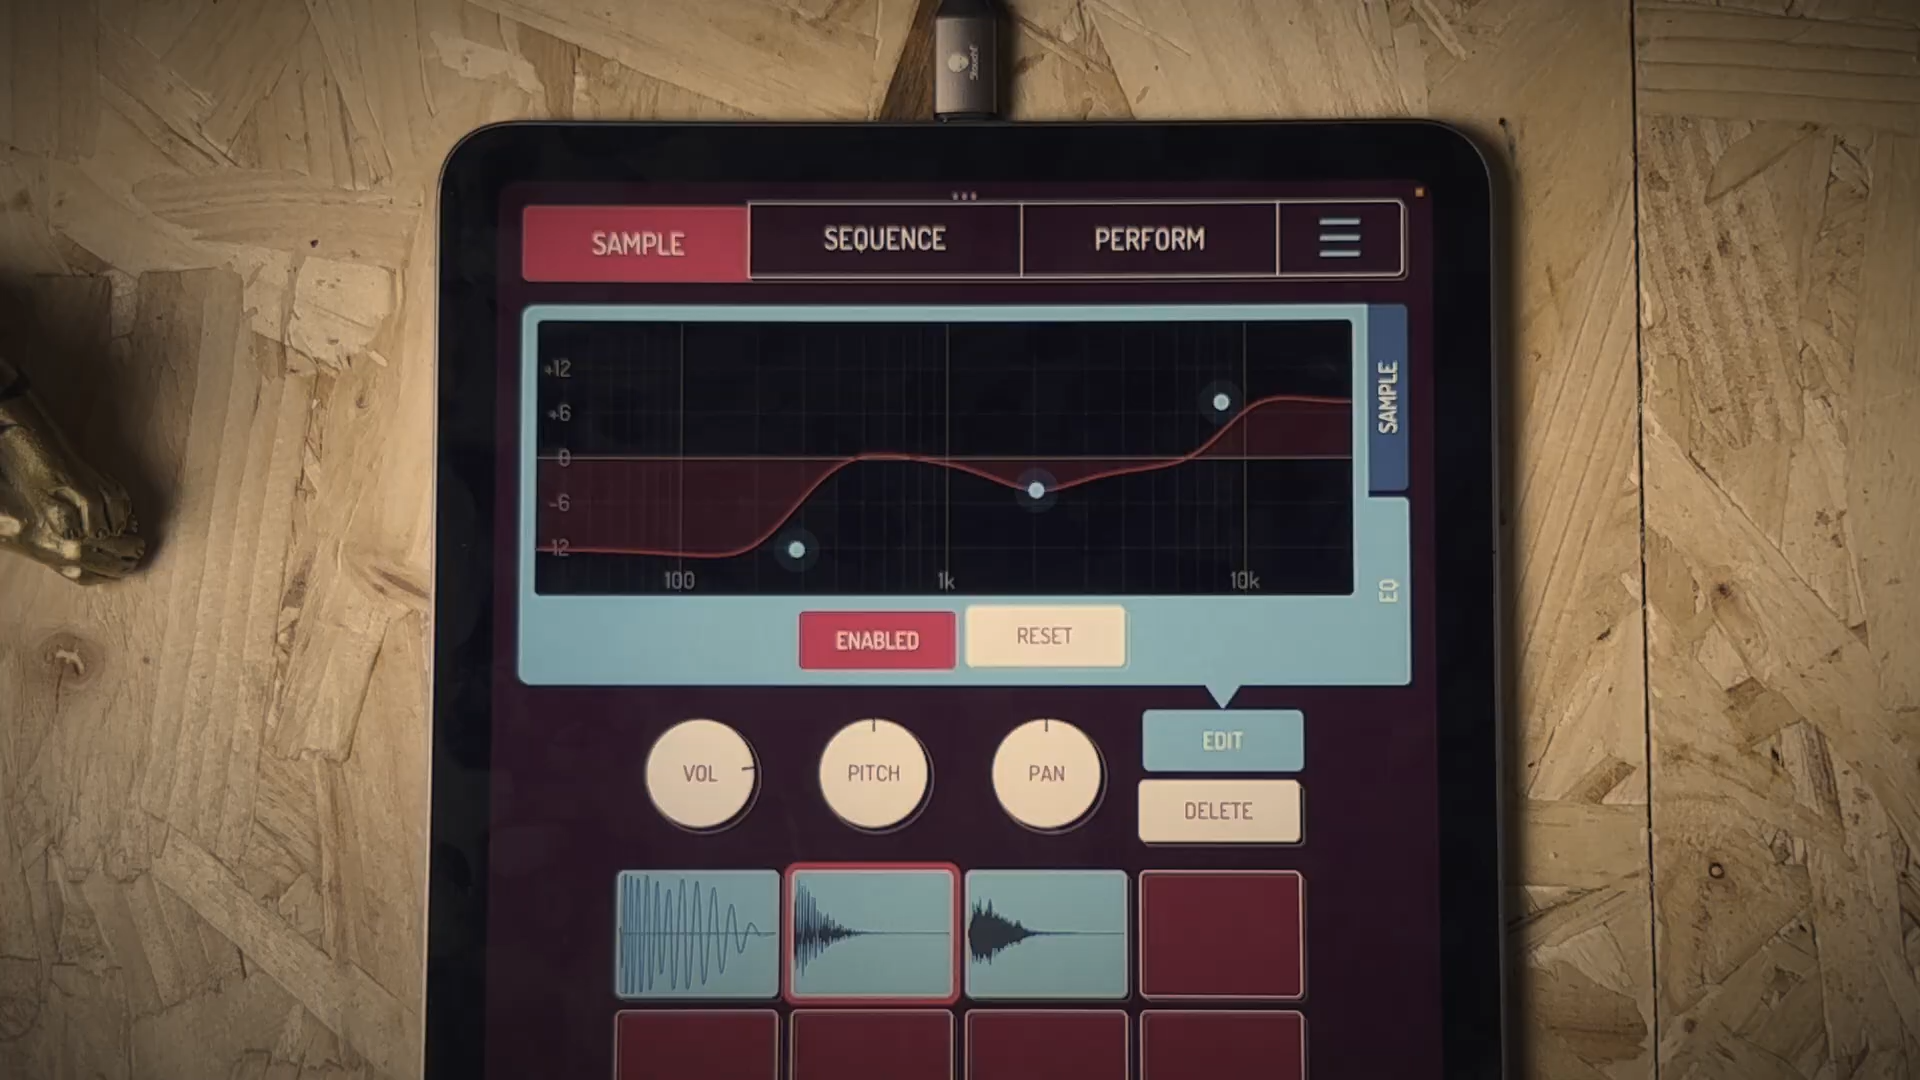 SAMPLE
SEQUENCE
PERFORM
+12
+6
0
-6
-12
100
1k
10k
SAMPLE
EQ
ENABLED
RESET
VOL
PITCH
PAN
EDIT
DELETE